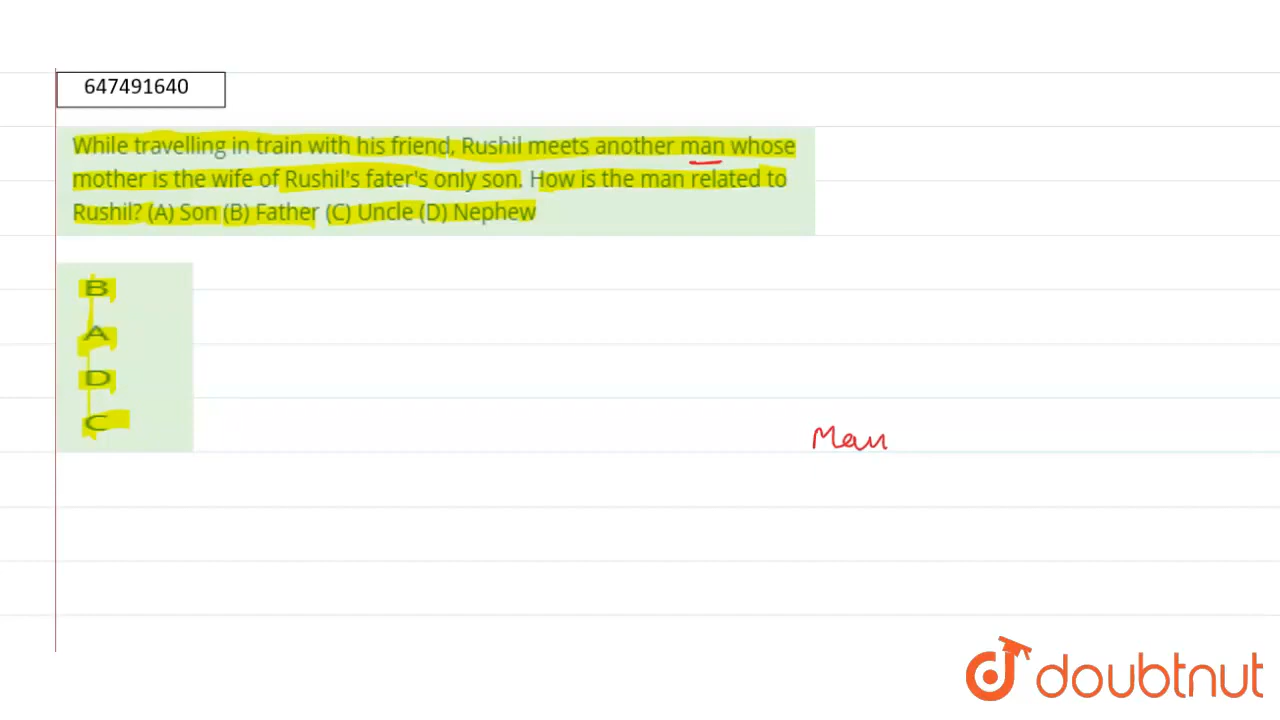 647491640
While travelling in train with his friend, Rushil meets another man whose
mother is the wife of Rushil's fater's only son. How is the man related to
Rushil? (A) Son (B) Father (C) Uncle (D) Nephew
B
A
D
C
Man
doubtnut